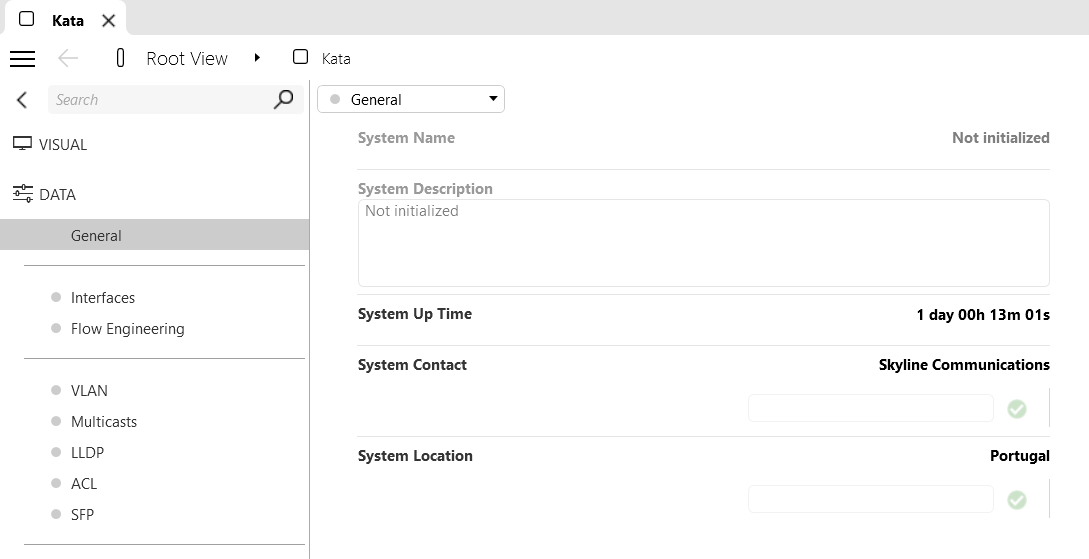 Kata
Root View
Kata
Search
VISUAL
DATA
General
Interfaces
Flow Engineering
VLAN
Multicasts
LLDP
ACL
SFP
General
System Name Not initialized
System Description
Not initialized
System Up Time 1 day 00h 13m 01s
System Contact Skyline Communications
System Location Portugal